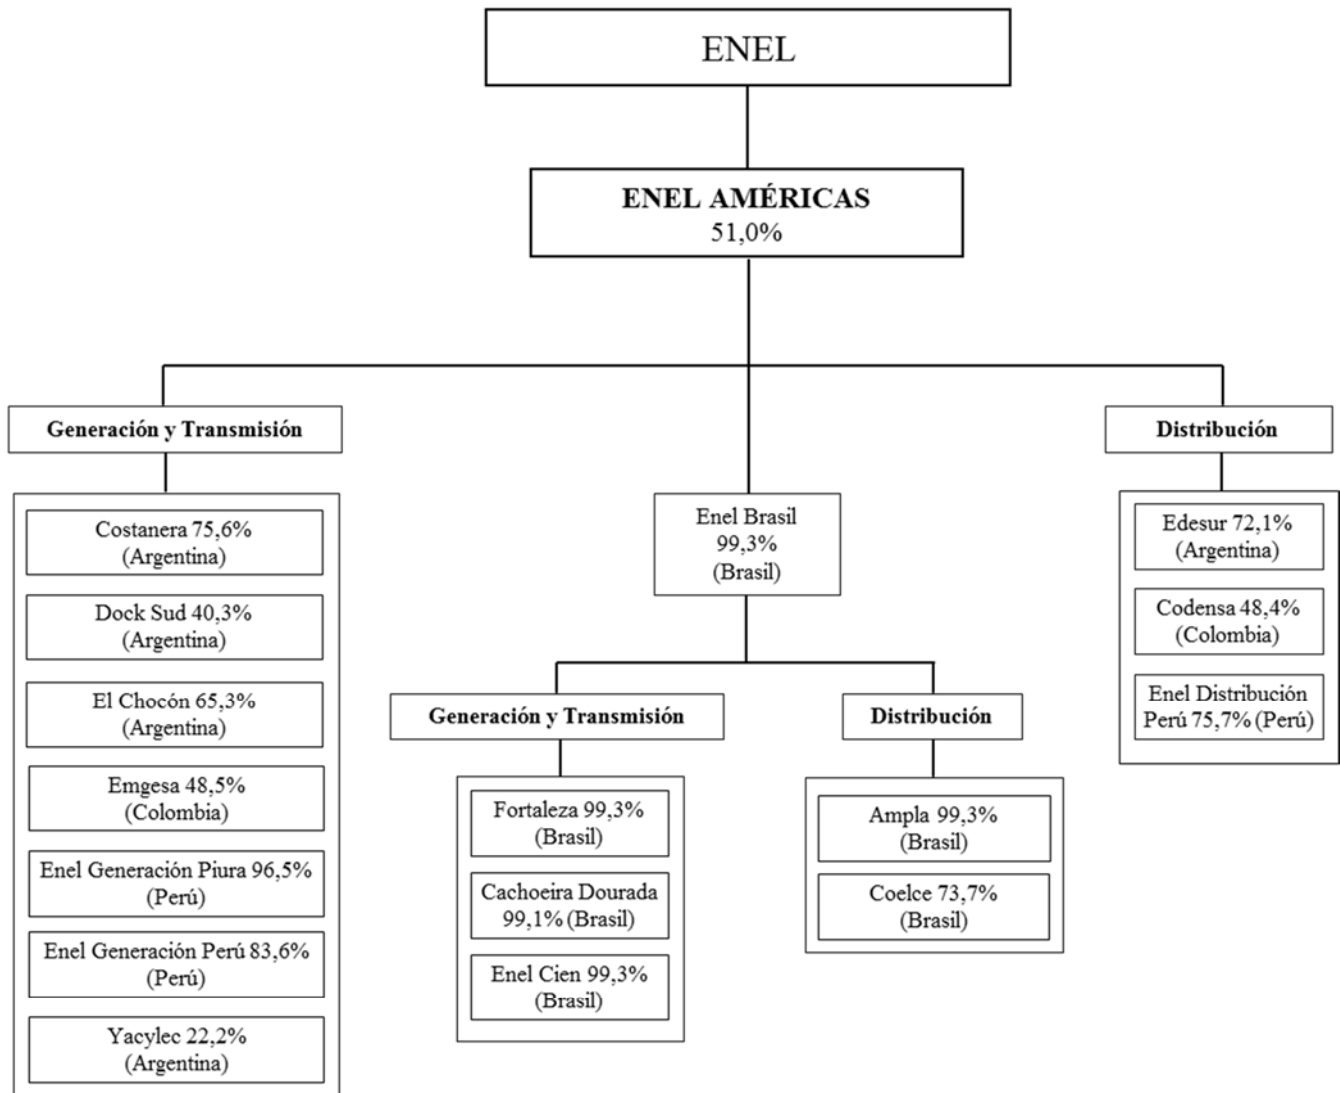 ENEL
ENEL AMÉRICAS
51,0%
Generación y Transmisión
Costanera 75,6%
(Argentina)
Dock Sud 40,3%
(Argentina)
El Chocón 65,3%
(Argentina)
Emgesa 48,5%
(Colombia)
Enel Generación Piura 96,5%
(Perú)
Enel Generación Perú 83,6%
(Perú)
Yacylec 22,2%
(Argentina)
Enel Brasil
99,3%
(Brasil)
Generación y Transmisión
Fortaleza 99,3%
(Brasil)
Cachoeira Dourada
99,1% (Brasil)
Enel Cien 99,3%
(Brasil)
Distribución
Ampla 99,3%
(Brasil)
Coelce 73,7%
(Brasil)
Distribución
Edesur 72,1%
(Argentina)
Codensa 48,4%
(Colombia)
Enel Distribución
Perú 75,7% (Perú)